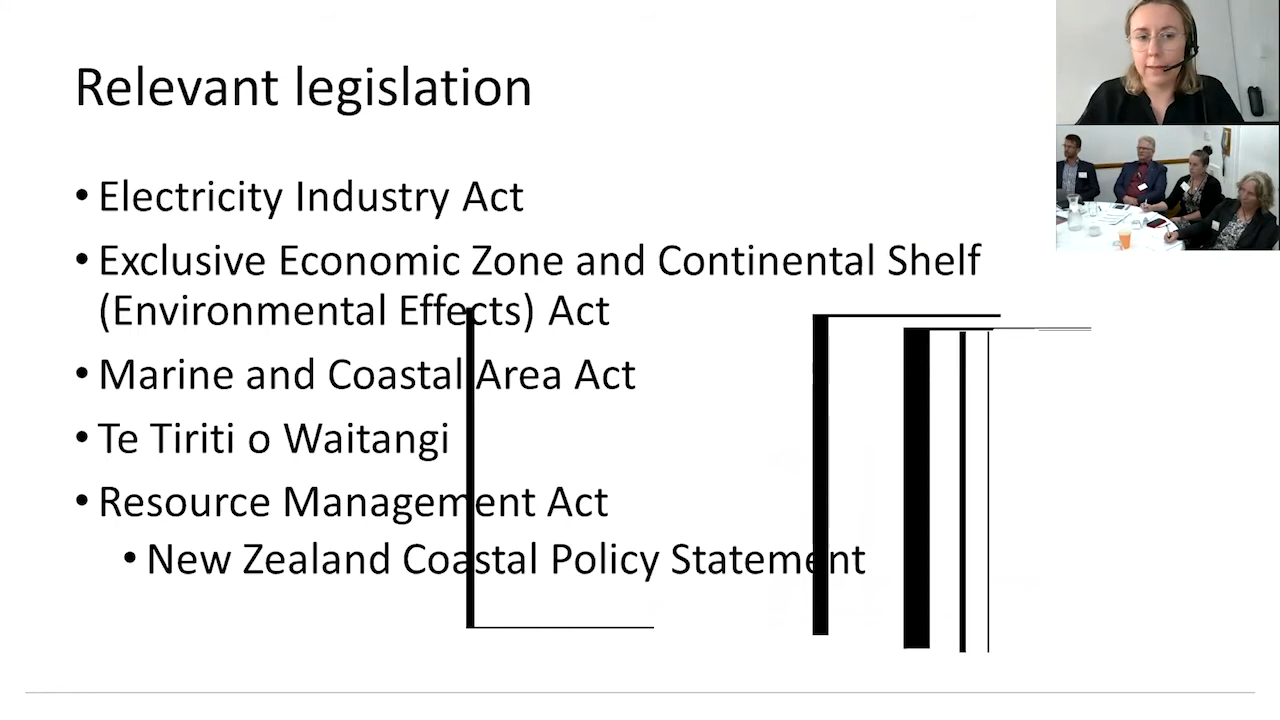 Relevant legislation
• Electricity Industry Act
• Exclusive Economic Zone and Continental Shelf
(Environmental Effects) Act
• Marine and Coastal Area Act
• Te Tiriti o Waitangi
• Resource Management Act
• New Zealand Coastal Policy Statement